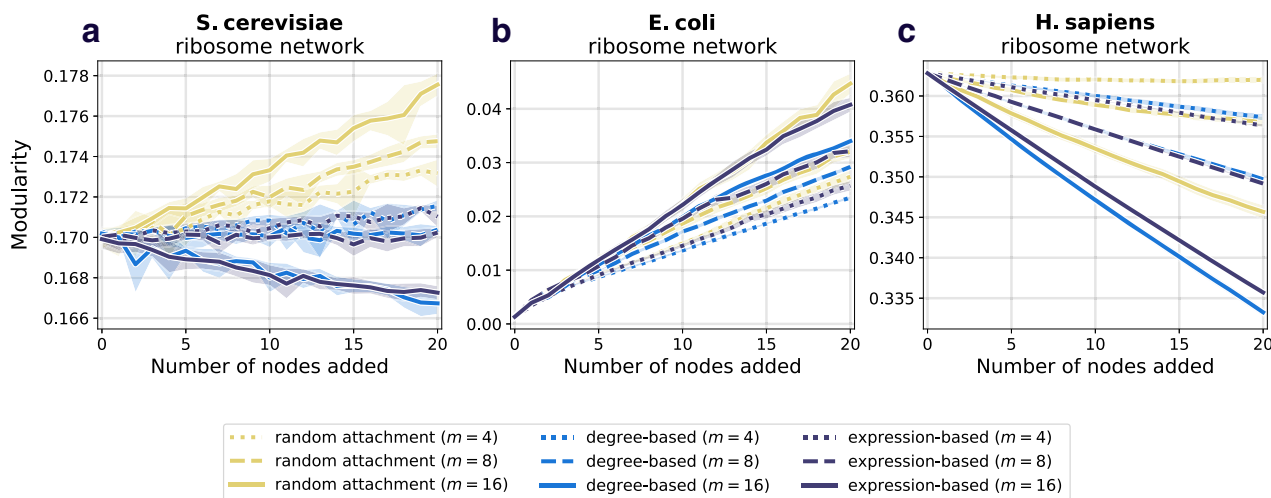 a
S. cerevisiae
ribosome network
Modularity
0.178
0.176
0.174
0.172
0.170
0.168
0.166
0 5 10 15 20
Number of nodes added
b
E. coli
ribosome network
0.04
0.03
0.02
0.01
0.00
0 5 10 15 20
Number of nodes added
c
H. sapiens
ribosome network
0.360
0.355
0.350
0.345
0.340
0.335
0 5 10 15 20
Number of nodes added
random attachment (m = 4)
random attachment (m = 8)
random attachment (m = 16)
degree-based (m = 4)
degree-based (m = 8)
degree-based (m = 16)
expression-based (m = 4)
expression-based (m = 8)
expression-based (m = 16)